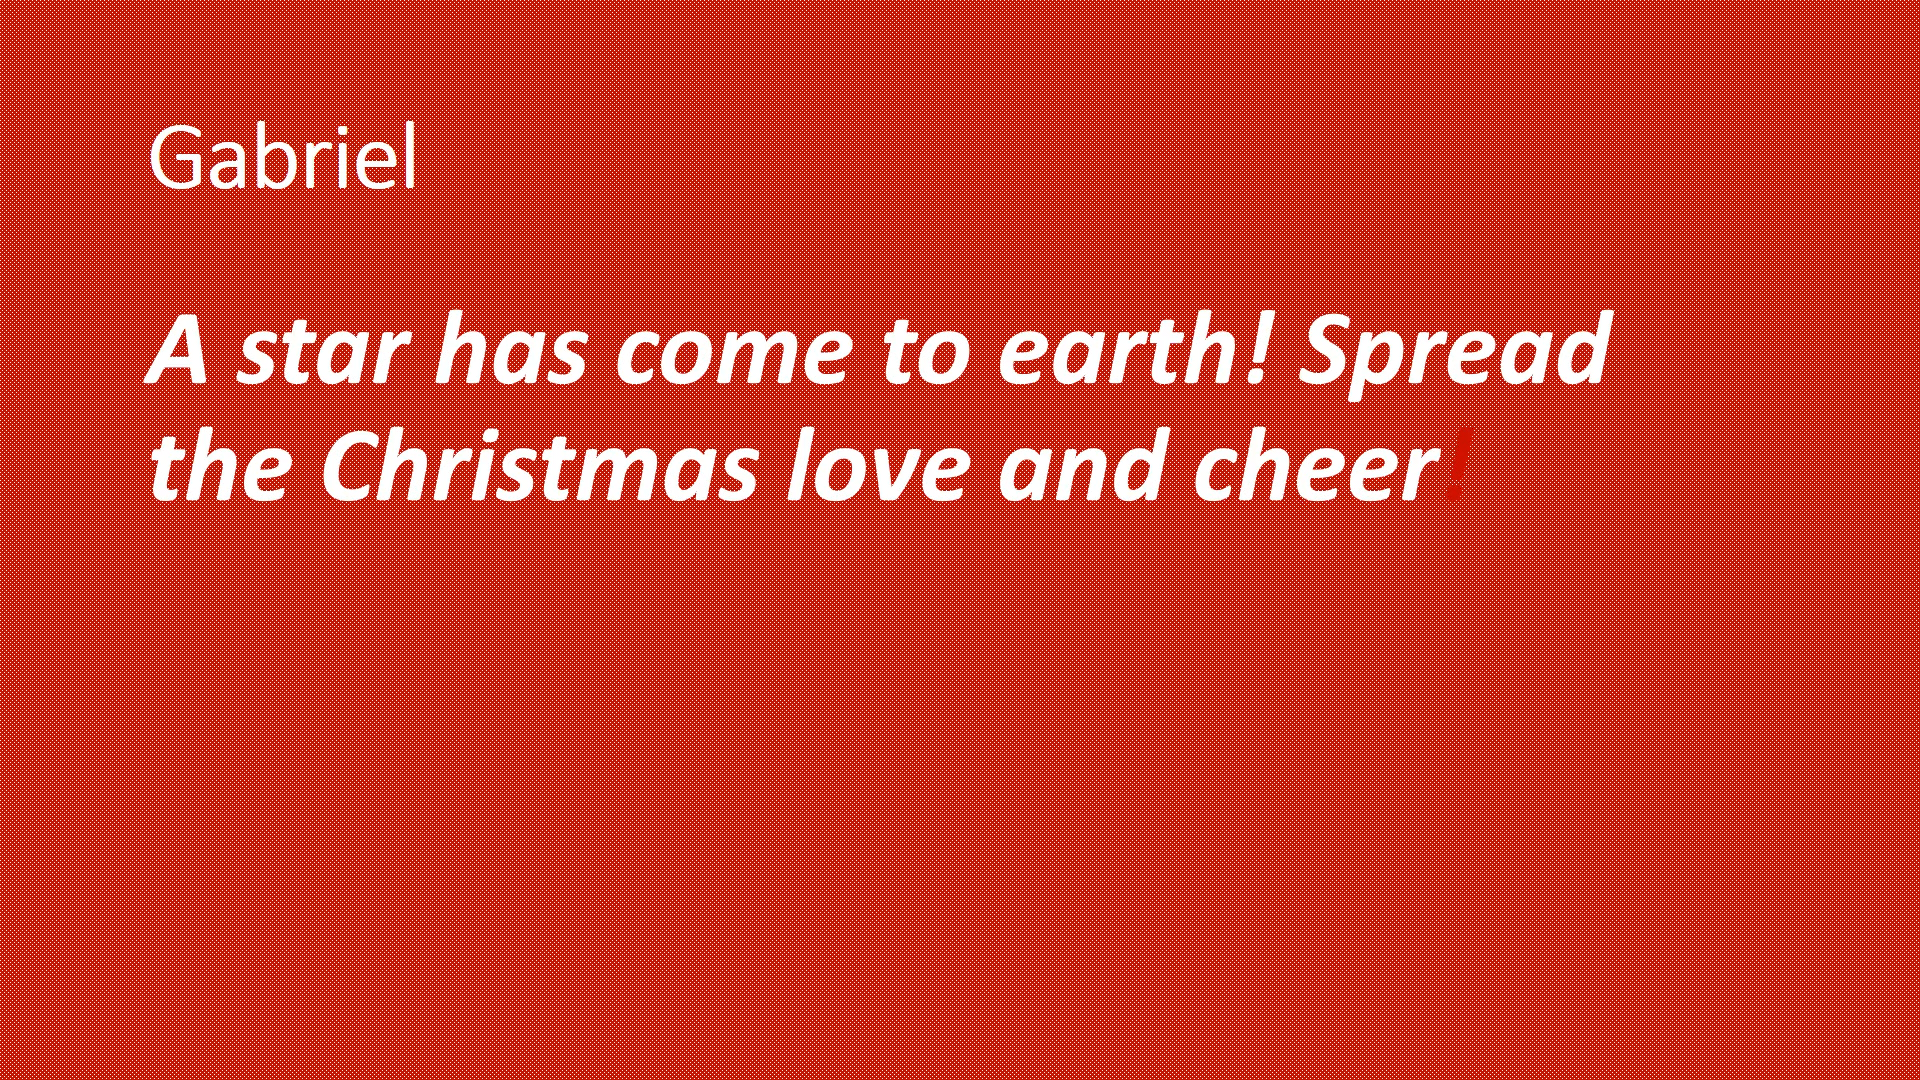 Gabriel
A star has come to earth! Spread
the Christmas love and cheer!